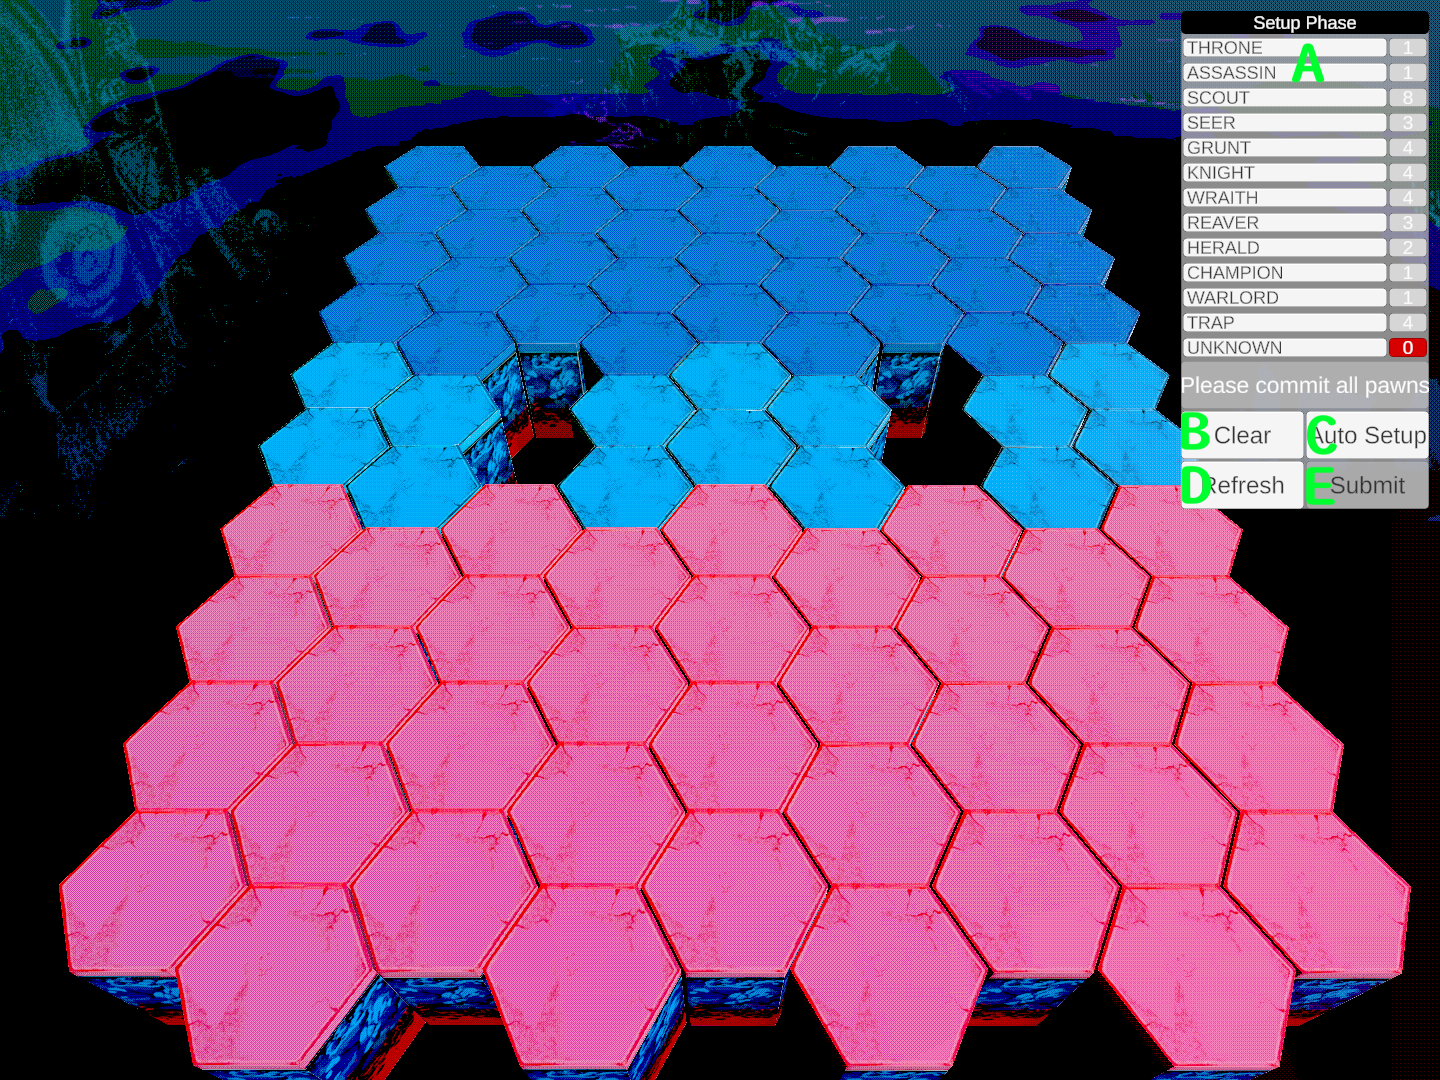 Setup Phase
THRONE 1
A
ASSASSIN 1
SCOUT 8
SEER 3
GRUNT 4
KNIGHT 4
WRAITH 4
REAVER 3
HERALD 2
CHAMPION 1
WARLORD 1
TRAP 4
UNKNOWN 0
Please commit all pawns
B Clear C Auto Setup
D Refresh E Submit